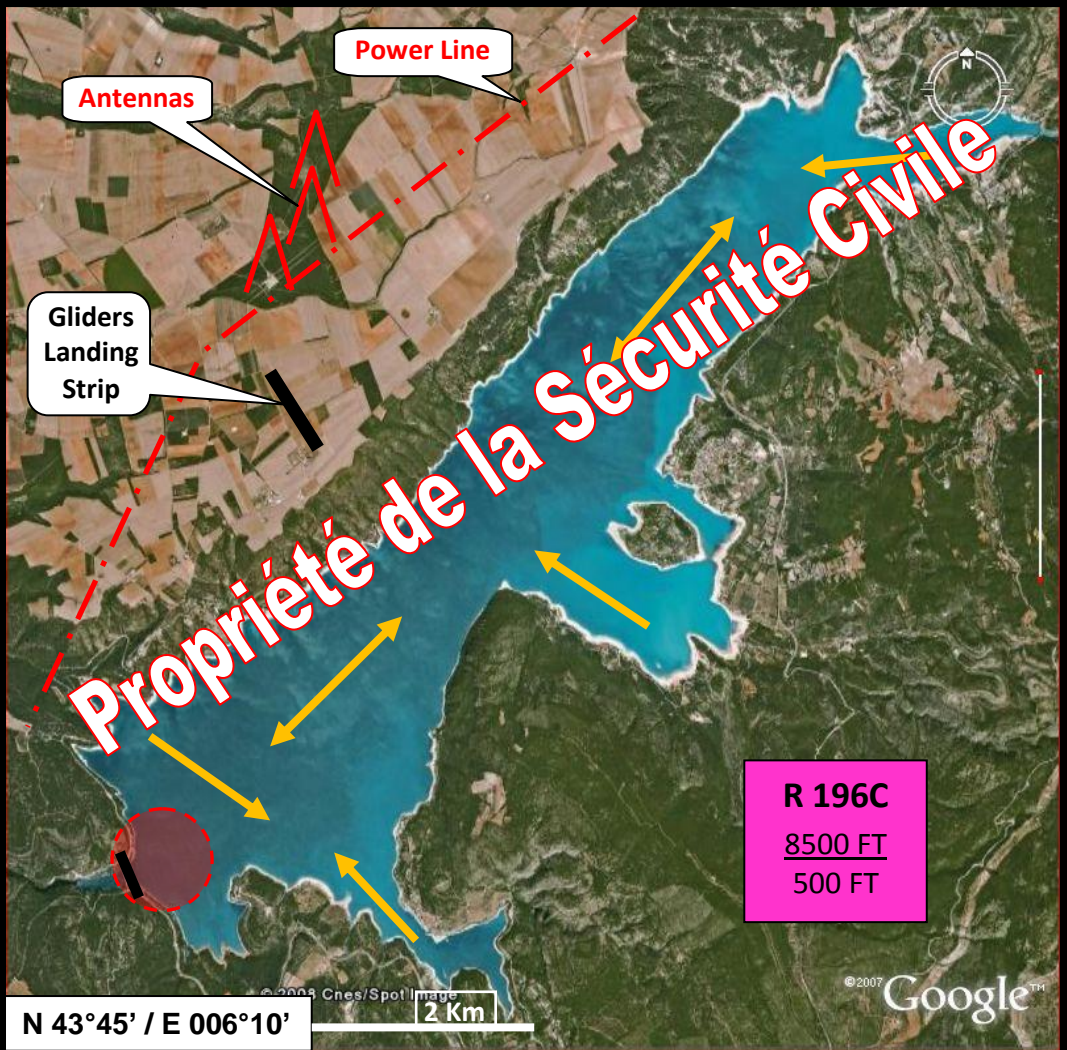 Power Line
Antennas
N
Gliders
Landing
Strip
Propriété de la Sécurité Civile
R 196C
8500 FT
500 FT
©2007 Google™
© 2008 Cnes/Spot Image
2 Km
N 43°45’ / E 006°10’